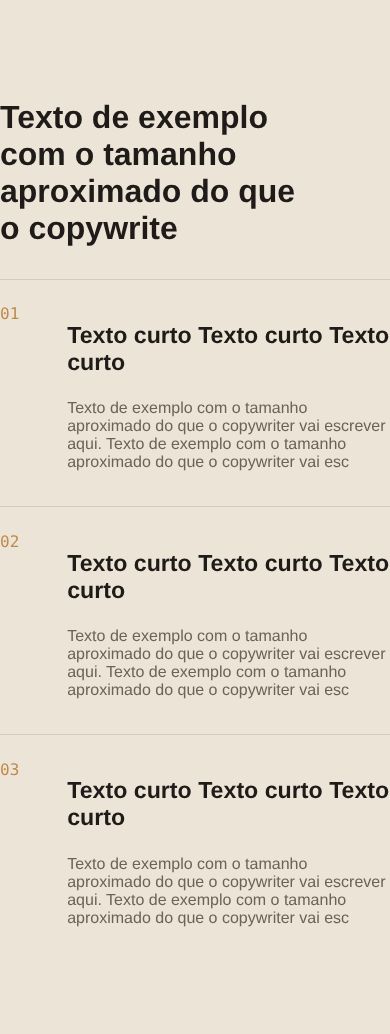 Texto de exemplo
com o tamanho
aproximado do que
o copywrite
01
Texto curto Texto curto Texto
curto
Texto de exemplo com o tamanho
aproximado do que o copywriter vai escrever
aqui. Texto de exemplo com o tamanho
aproximado do que o copywriter vai esc
02
Texto curto Texto curto Texto
curto
Texto de exemplo com o tamanho
aproximado do que o copywriter vai escrever
aqui. Texto de exemplo com o tamanho
aproximado do que o copywriter vai esc
03
Texto curto Texto curto Texto
curto
Texto de exemplo com o tamanho
aproximado do que o copywriter vai escrever
aqui. Texto de exemplo com o tamanho
aproximado do que o copywriter vai esc